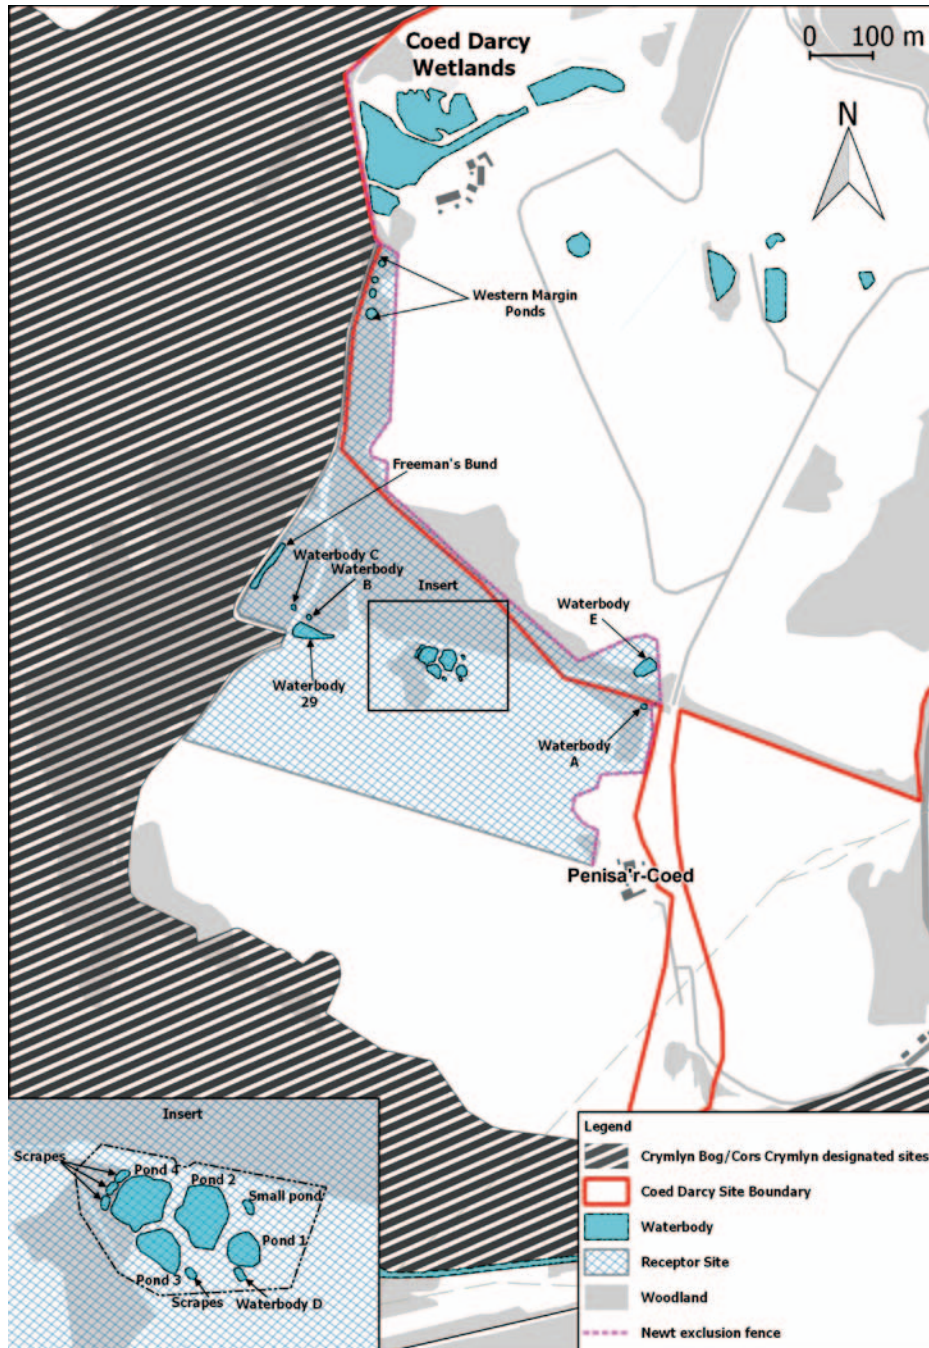 Coed Darcy
Wetlands
0 100 m
N
Western Margin
Ponds
Freeman's Bund
Waterbody C
Waterbody
B
Insert
Waterbody
E
Waterbody
29
Waterbody
A
Penisa'r-Coed
Insert
Scrapes
Pond 4
Pond 2
Small pond
Pond 1
Pond 3
Scrapes
Waterbody D
Legend
Crymlyn Bog/Cors Crymlyn designated sites
Coed Darcy Site Boundary
Waterbody
Receptor Site
Woodland
Newt exclusion fence